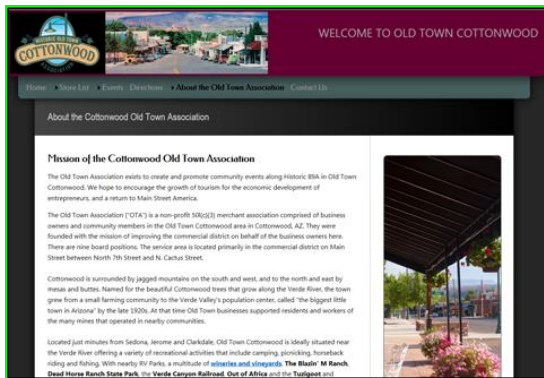 HISTORIC OLD TOWN
COTTONWOOD
ASSOCIATION
WELCOME TO OLD TOWN COTTONWOOD
Home Store List Events Directions About the Old Town Association Contact Us
About the Cottonwood Old Town Association
Mission of the Cottonwood Old Town Association
The Old Town Association exists to create and promote community events along Historic 89A in Old Town
Cottonwood. We hope to encourage the growth of tourism for the economic development of
entrepreneurs, and a return to Main Street America.
The Old Town Association ("OTA") is a non-profit 50l(c)(3) merchant association comprised of business
owners and community members in the Old Town Cottonwood area in Cottonwood, AZ. They were
founded with the mission of improving the commercial district on behalf of the business owners here.
There are nine board positions. The service area is located primarily in the commercial district on Main
Street between North 7th Street and N. Cactus Street.
Cottonwood is surrounded by jagged mountains on the south and west, and to the north and east by
mesas and buttes. Named for the beautiful Cottonwood trees that grow along the Verde River, the town
grew from a small farming community to the Verde Valley's population center, called "the biggest little
town in Arizona" by the late 1920s. At that time Old Town businesses supported residents and workers of
the many mines that operated in nearby communities.
Located just minutes from Sedona, Jerome and Clarkdale, Old Town Cottonwood is ideally situated near
the Verde River offering a variety of recreational activities that include camping, picnicking, horseback
riding and fishing. With nearby RV Parks, a multitude of wineries and vineyards, The Blazin' M Ranch,
Dead Horse Ranch State Park, the Verde Canyon Railroad, Out of Africa and the Tuzigoot and